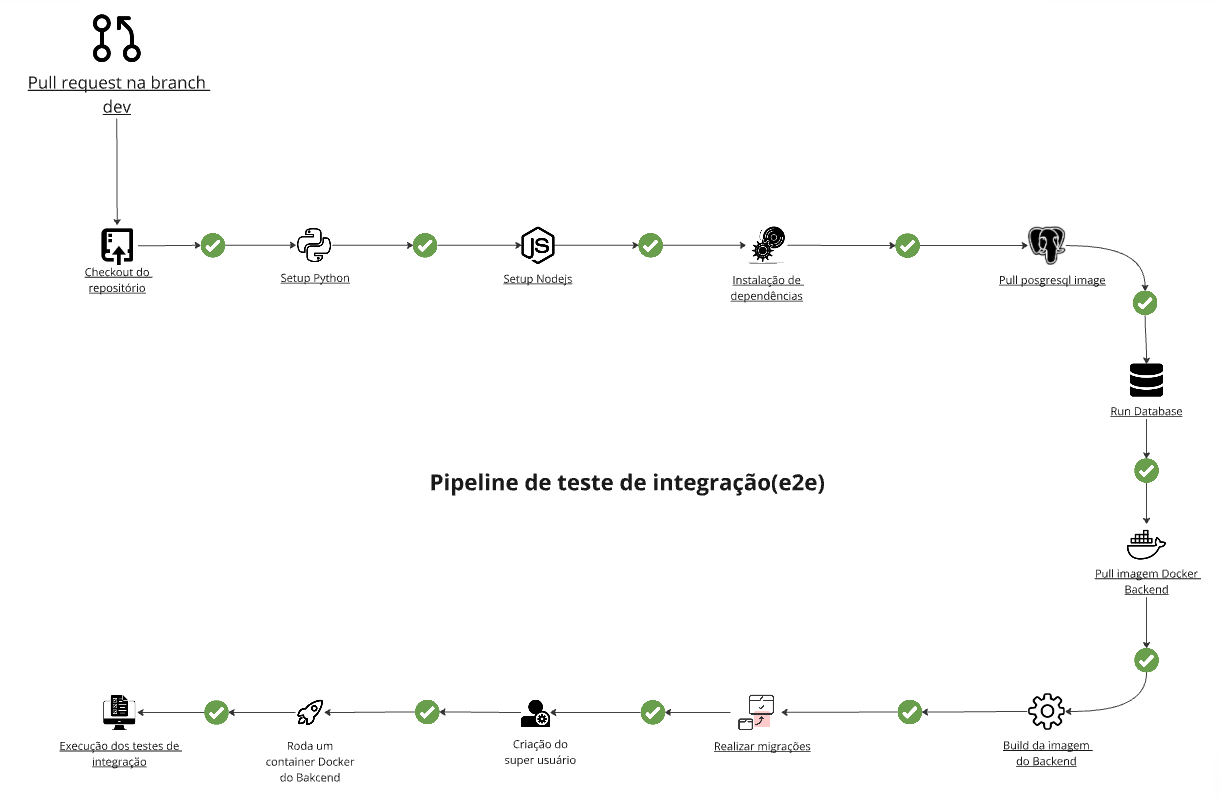 Pull request na branch
dev
Checkout do
repositório
Setup Python
JS
Setup Nodejs
Instalação de
dependências
Pull posgresql image
Run Database
Pipeline de teste de integração(e2e)
Pull imagem Docker
Backend
Build da imagem
do Backend
Realizar migrações
Criação do
super usuário
Roda um
container Docker
do Bakcend
Execução dos testes de
integração